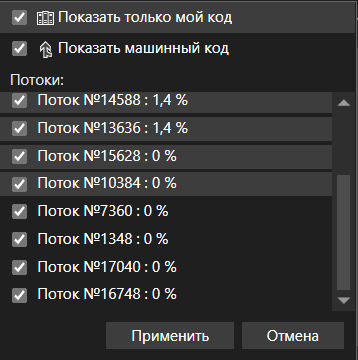 Показать только мой код
Показать машинный код
Потоки:
Поток №14588 : 1,4 %
Поток №13636 : 1,4 %
Поток №15628 : 0 %
Поток №10384 : 0 %
Поток №7360 : 0 %
Поток №1348 : 0 %
Поток №17040 : 0 %
Поток №16748 : 0 %
Применить
Отмена